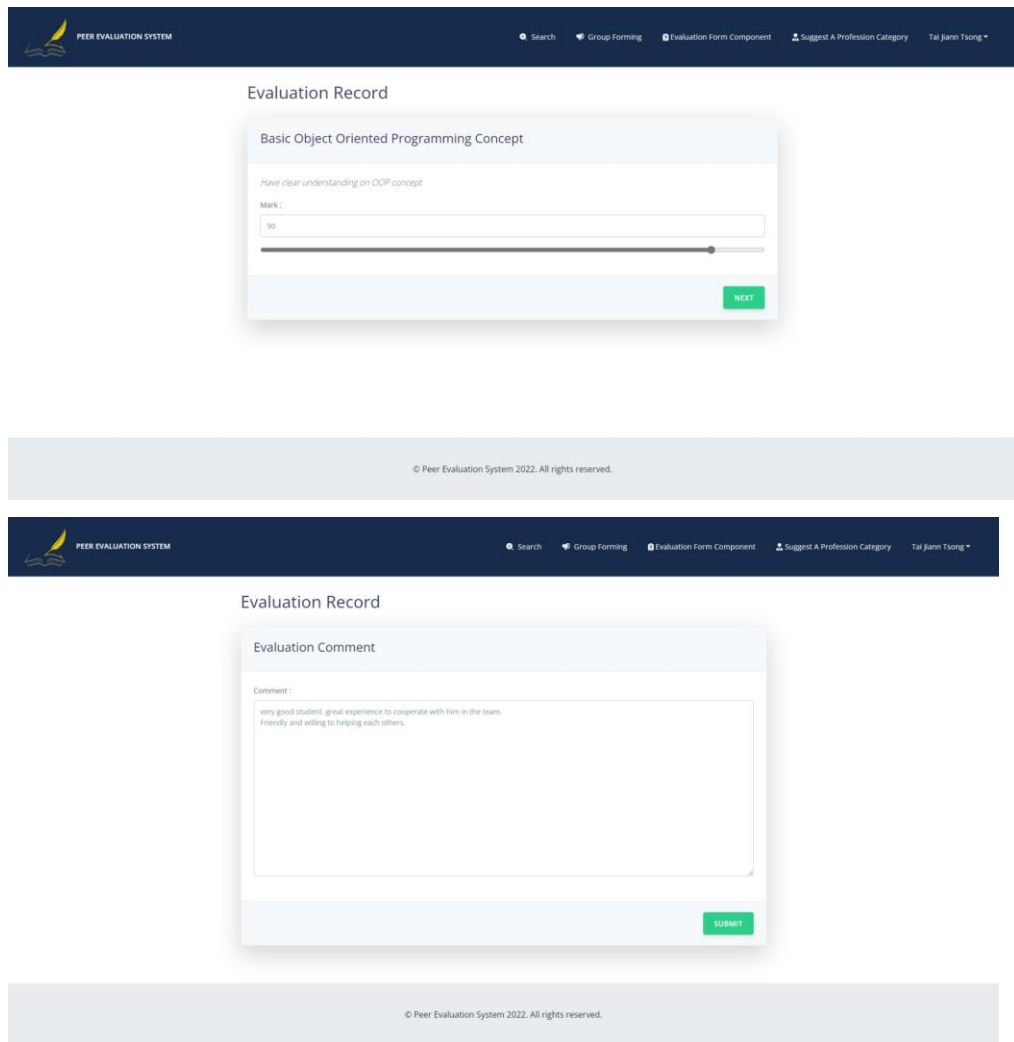 PEER EVALUATION SYSTEM Search Group Forming Evaluation Form Component Suggest A Profession Category Tai Jiann Tsong
Evaluation Record
Basic Object Oriented Programming Concept
Have clear understanding on OOP concept
Mark :
90
NEXT
© Peer Evaluation System 2022. All rights reserved.
PEER EVALUATION SYSTEM Search Group Forming Evaluation Form Component Suggest A Profession Category Tai Jiann Tsong
Evaluation Record
Evaluation Comment
Comment :
very good student. great experience to cooperate with him in the team.
Friendly and willing to helping each others.
SUBMIT
© Peer Evaluation System 2022. All rights reserved.